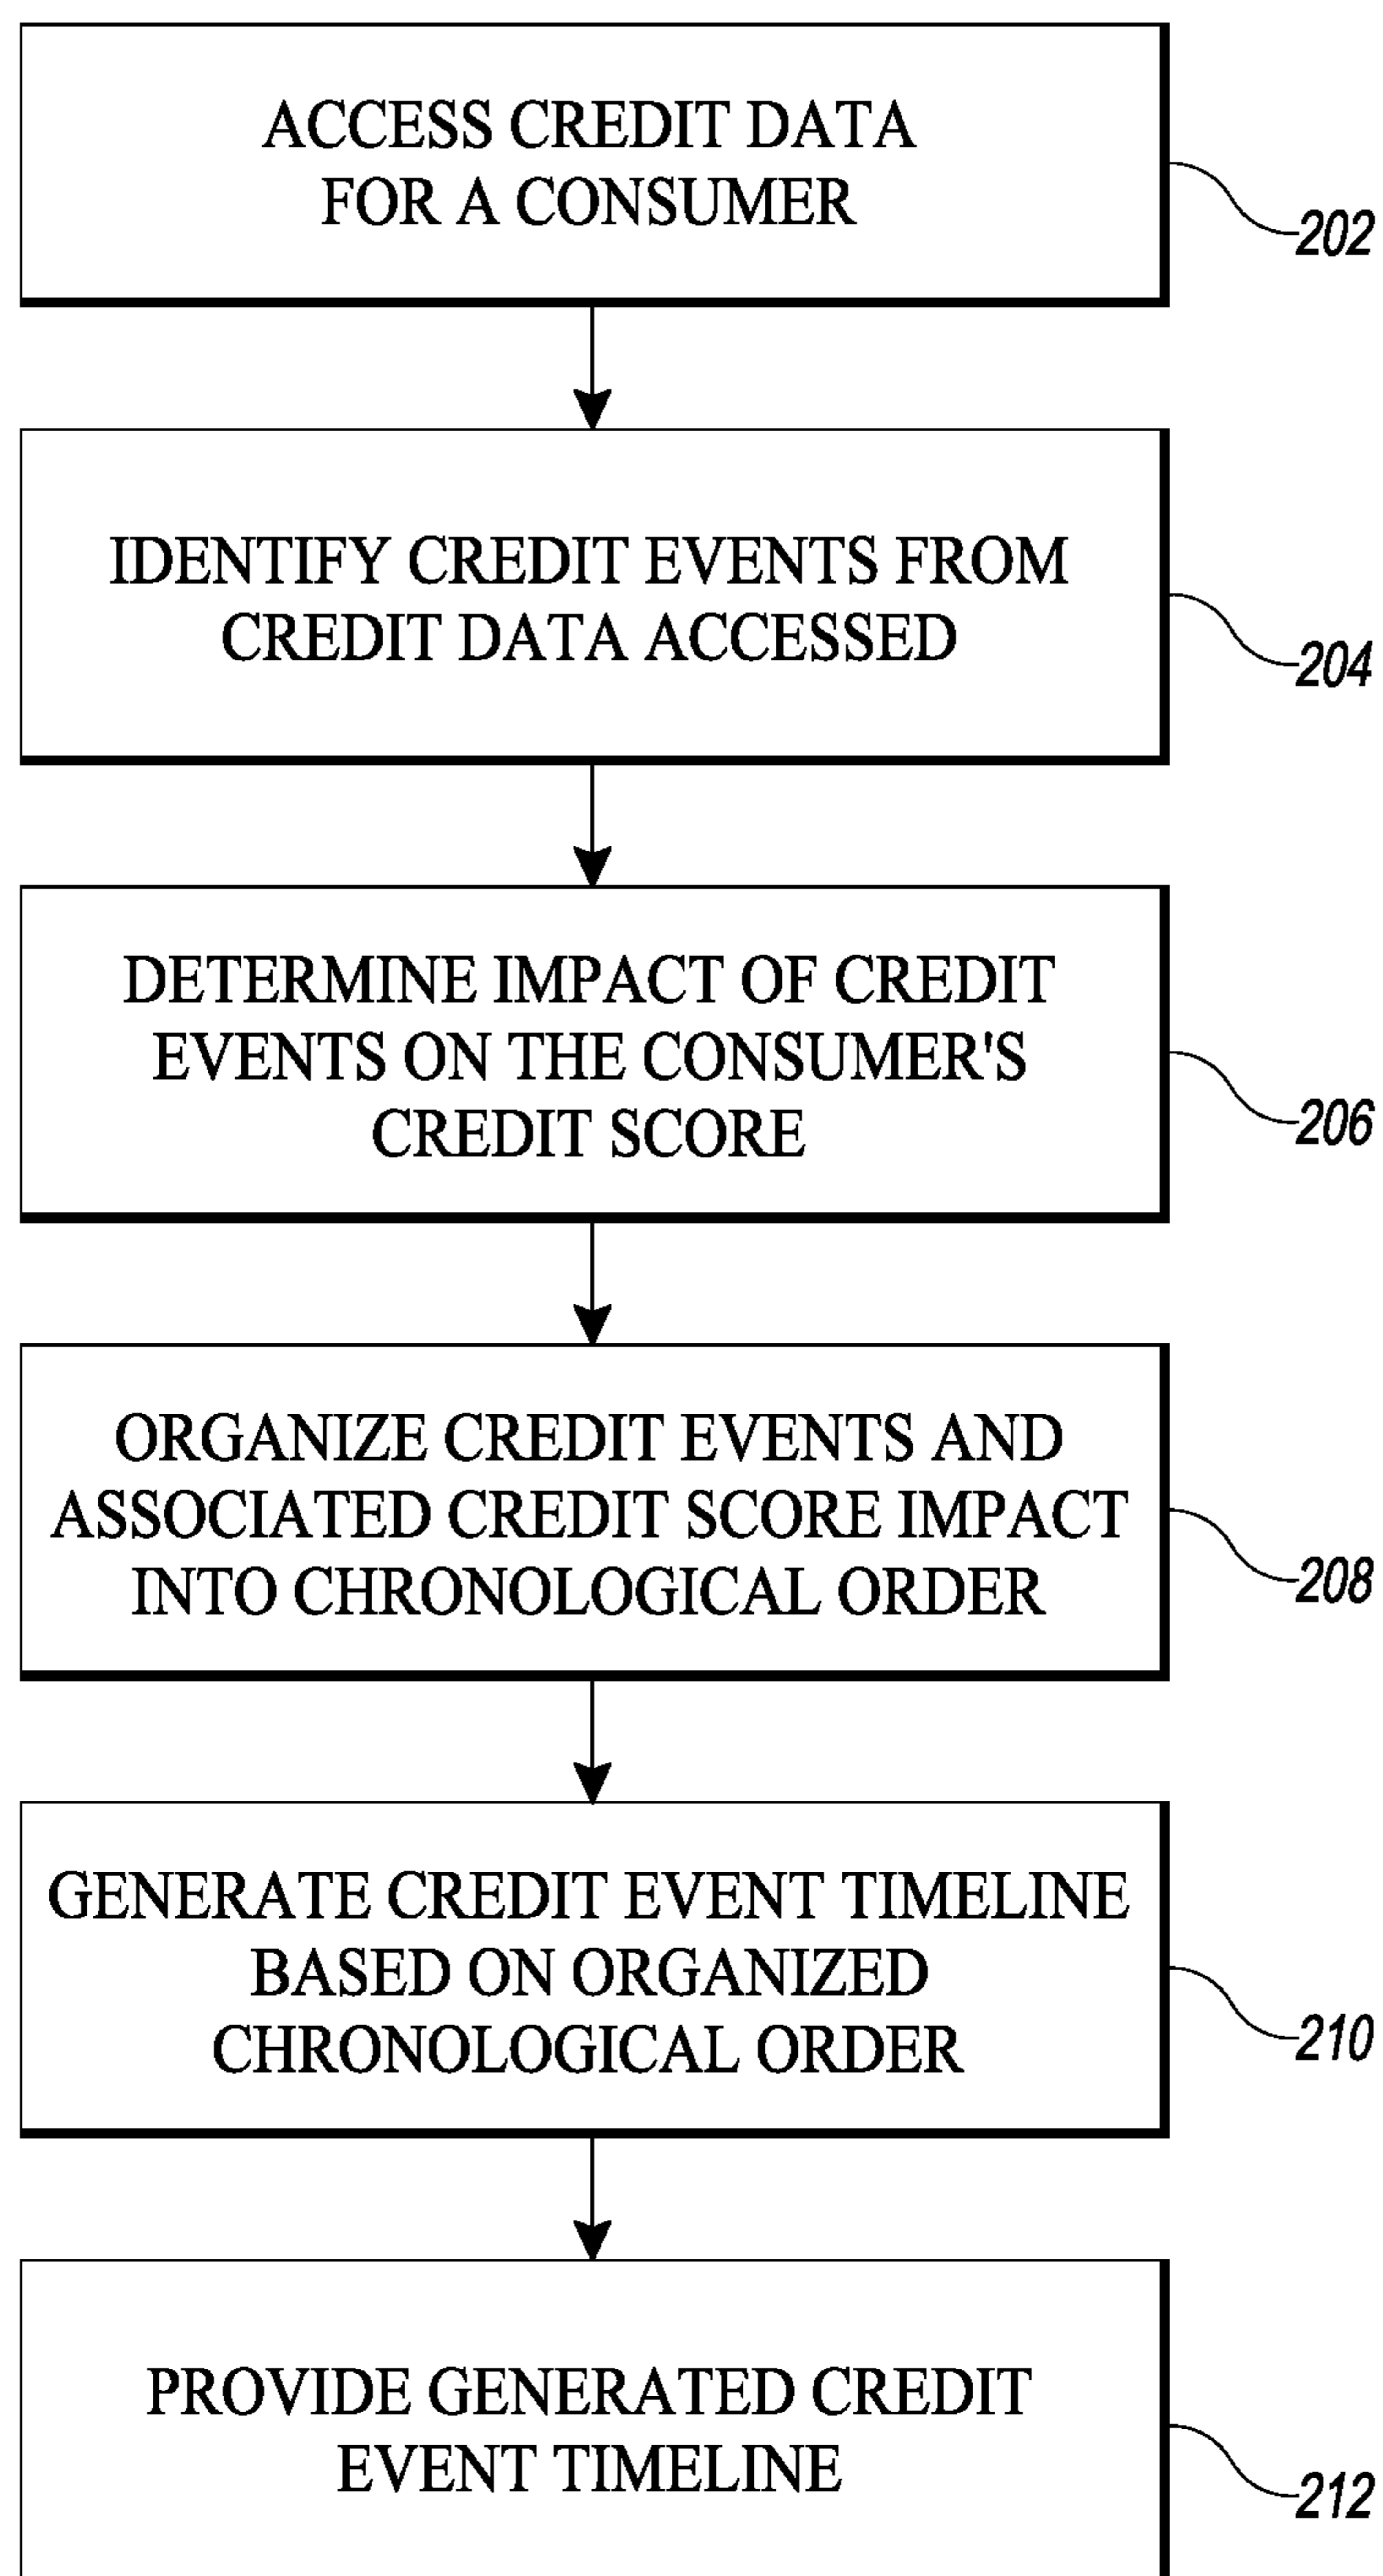 ACCESS CREDIT DATA
FOR A CONSUMER
202
IDENTIFY CREDIT EVENTS FROM
CREDIT DATA ACCESSED
204
DETERMINE IMPACT OF CREDIT
EVENTS ON THE CONSUMER'S
CREDIT SCORE
206
ORGANIZE CREDIT EVENTS AND
ASSOCIATED CREDIT SCORE IMPACT
INTO CHRONOLOGICAL ORDER
208
GENERATE CREDIT EVENT TIMELINE
BASED ON ORGANIZED
CHRONOLOGICAL ORDER
210
PROVIDE GENERATED CREDIT
EVENT TIMELINE
212